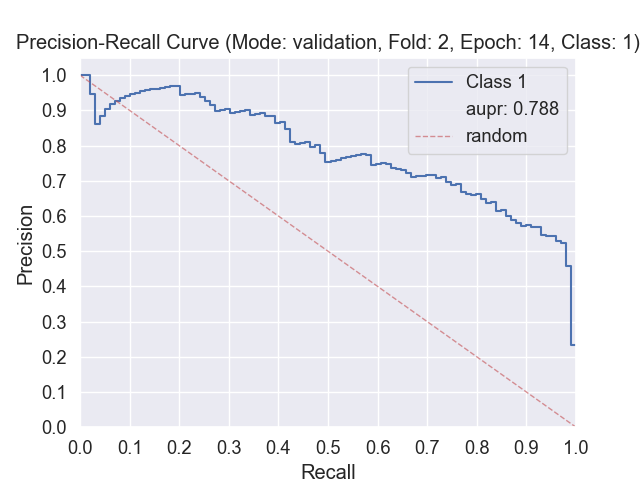 Precision-Recall Curve (Mode: validation, Fold: 2, Epoch: 14, Class: 1)
Class 1
aupr: 0.788
random
1.0
0.9
0.8
0.7
0.6
0.5
0.4
0.3
0.2
0.1
0.0
Precision
0.0 0.1 0.2 0.3 0.4 0.5 0.6 0.7 0.8 0.9 1.0
Recall